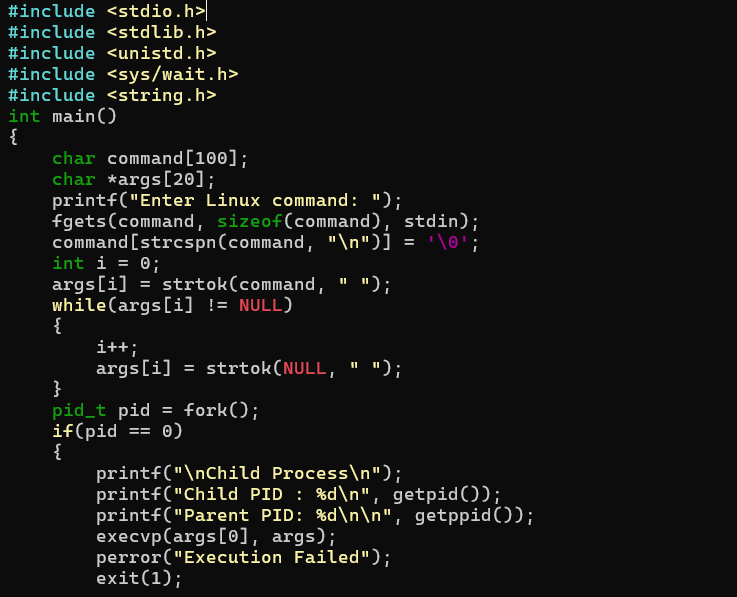 #include <stdio.h>
#include <stdlib.h>
#include <unistd.h>
#include <sys/wait.h>
#include <string.h>
int main()
{
    char command[100];
    char *args[20];
    printf("Enter Linux command: ");
    fgets(command, sizeof(command), stdin);
    command[strcspn(command, "\n")] = '\0';
    int i = 0;
    args[i] = strtok(command, " ");
    while(args[i] != NULL)
    {
        i++;
        args[i] = strtok(NULL, " ");
    }
    pid_t pid = fork();
    if(pid == 0)
    {
        printf("\nChild Process\n");
        printf("Child PID : %d\n", getpid());
        printf("Parent PID: %d\n\n", getppid());
        execvp(args[0], args);
        perror("Execution Failed");
        exit(1);